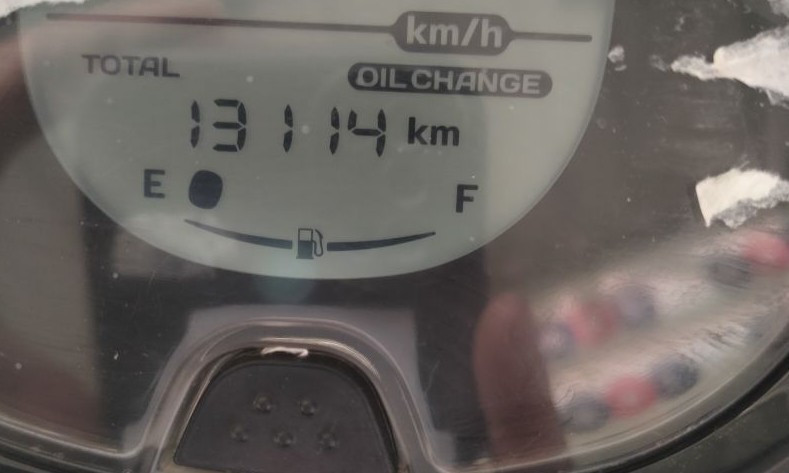 km/h
TOTAL
OIL CHANGE
13114 km
E F